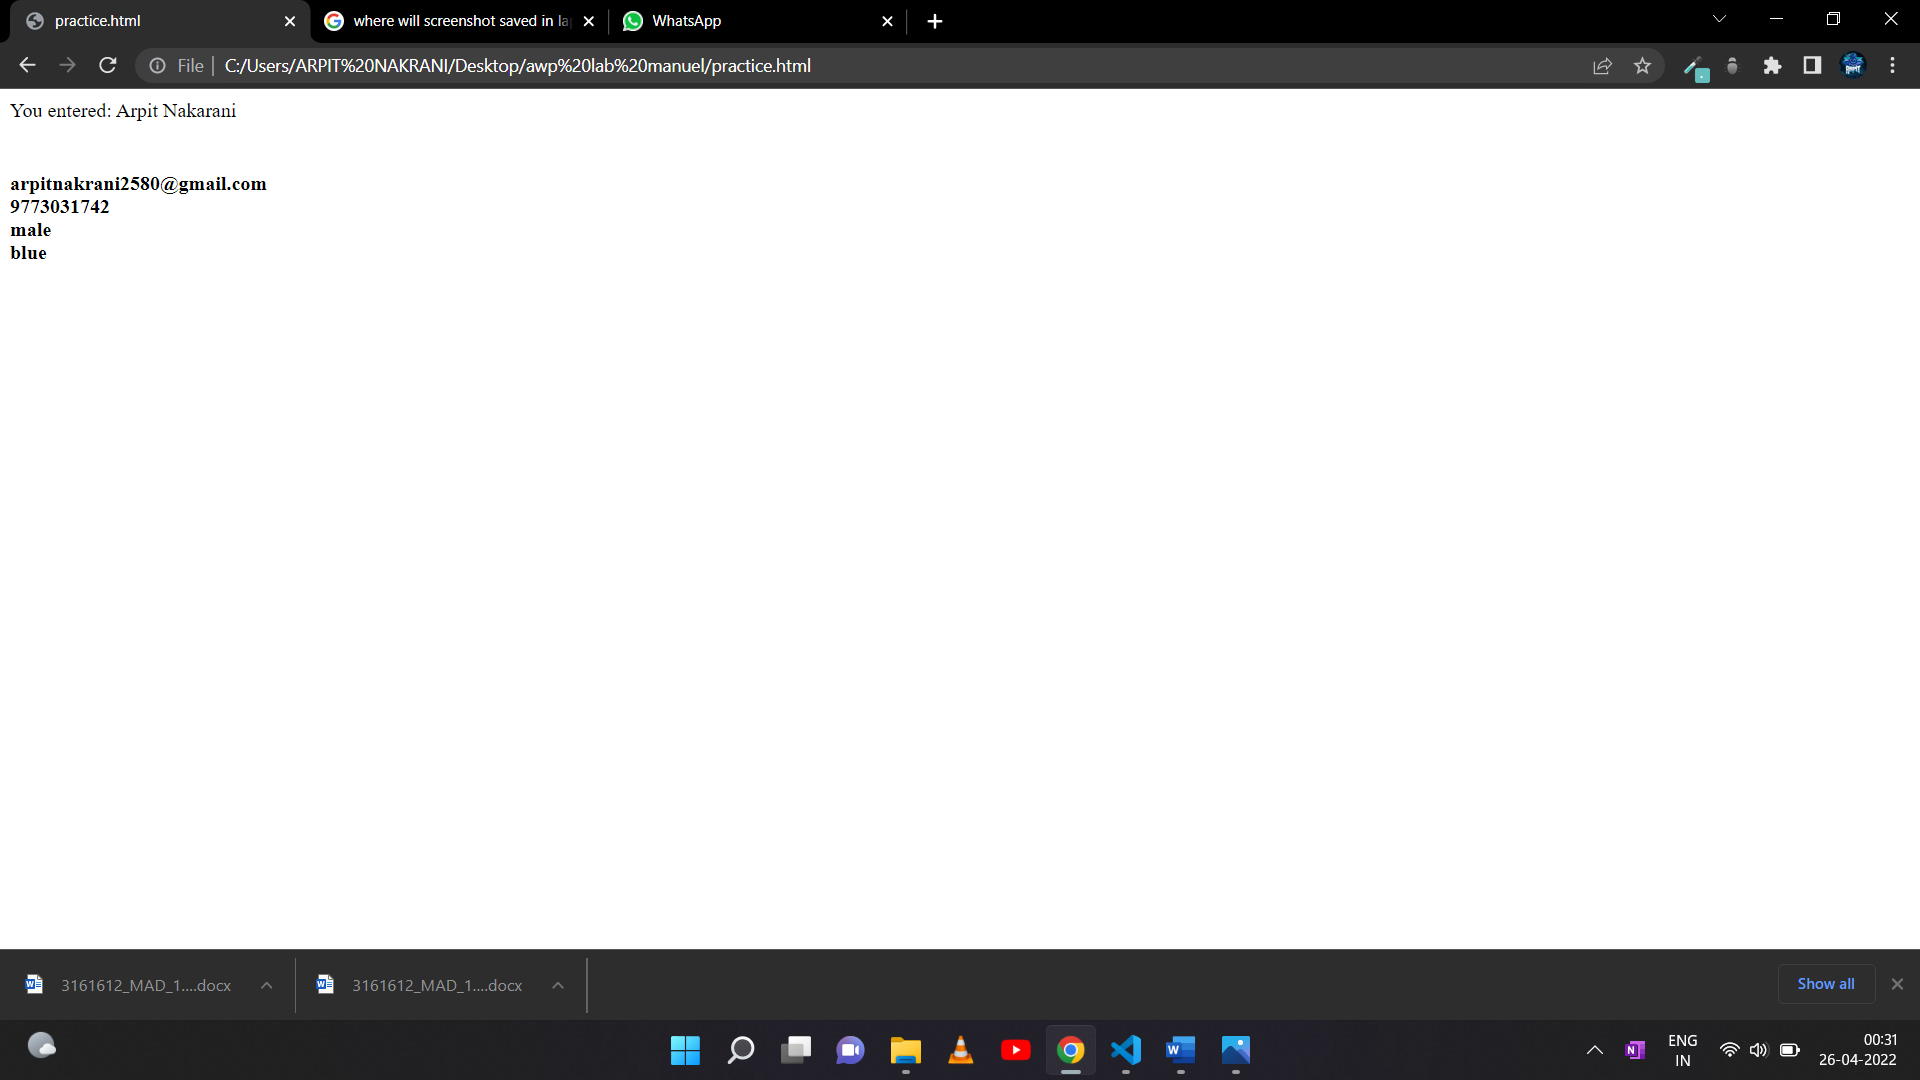 practice.html
where will screenshot saved in la
WhatsApp
File
C:/Users/ARPIT%20NAKRANI/Desktop/awp%20lab%20manuel/practice.html
You entered: Arpit Nakarani
arpitnakrani2580@gmail.com
9773031742
male
blue
3161612_MAD_1....docx
3161612_MAD_1....docx
Show all
ENG
IN
00:31
26-04-2022